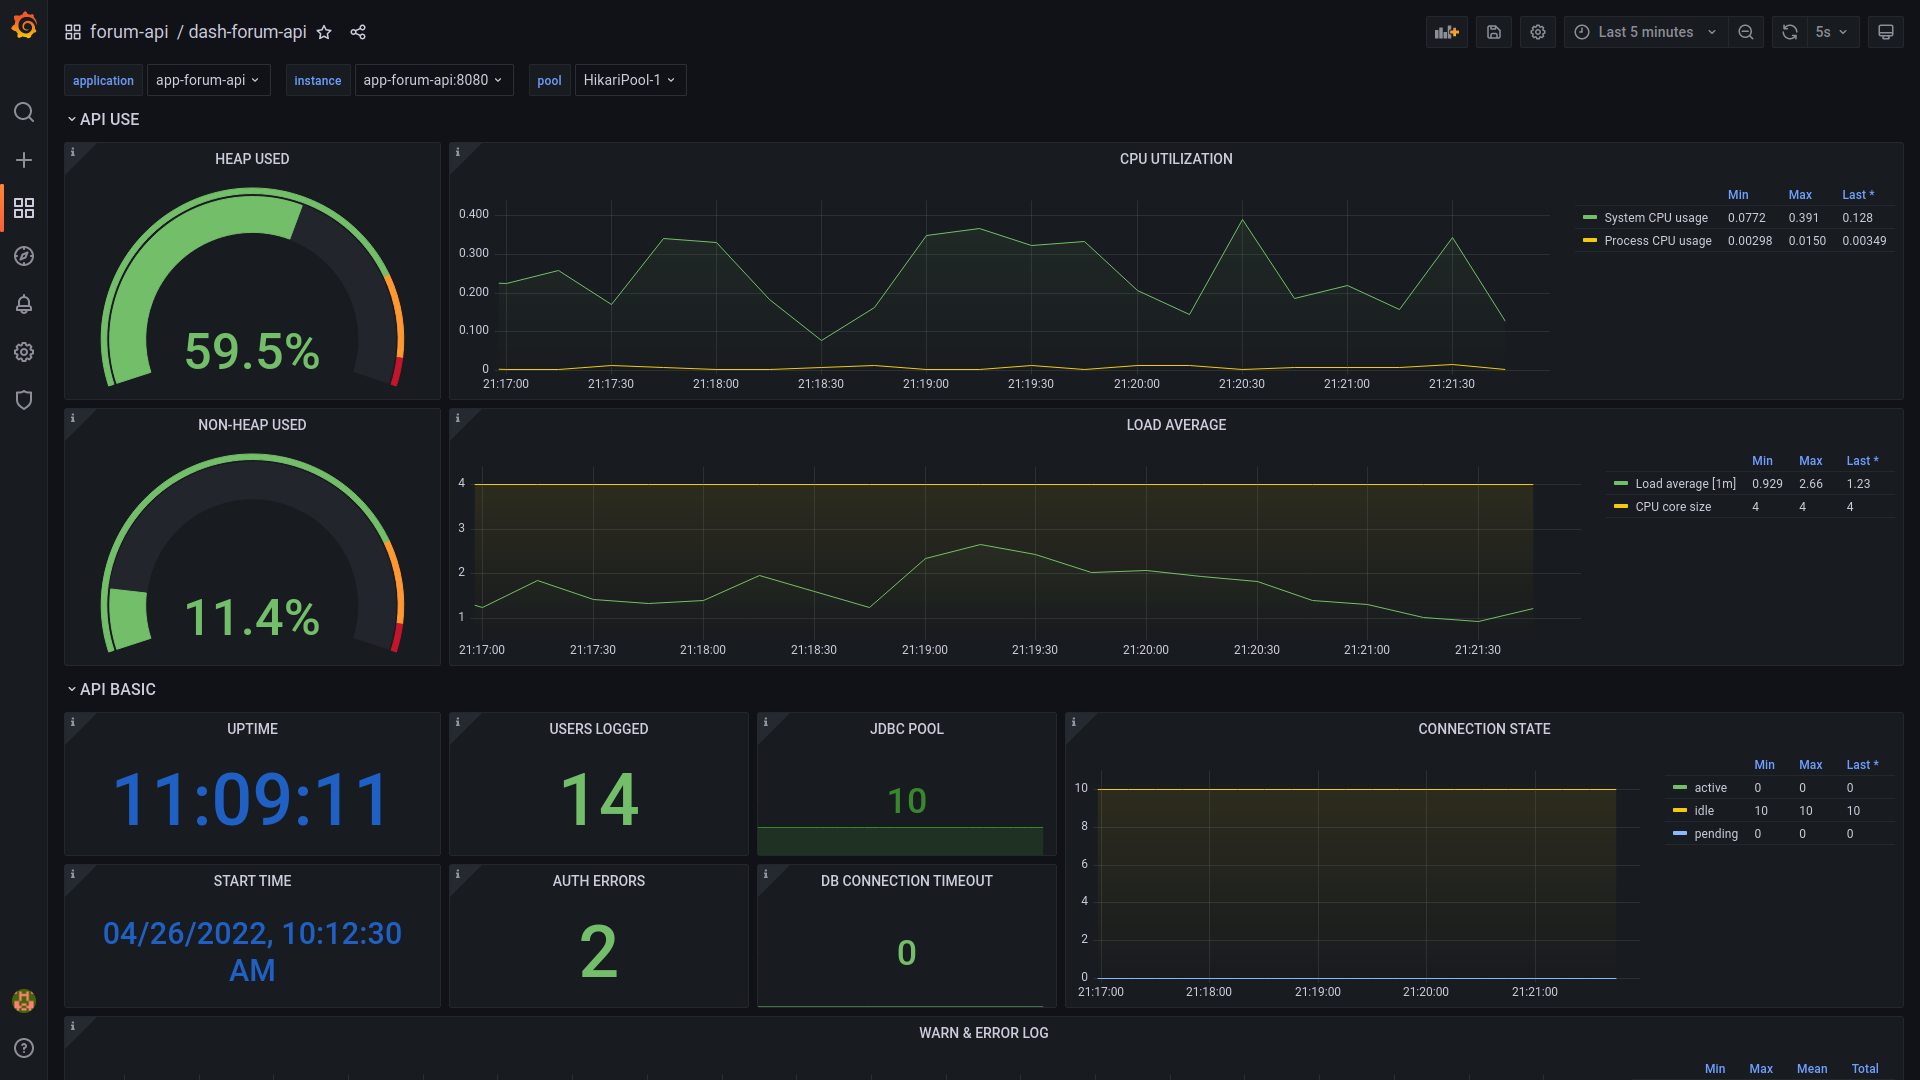 forum-api / dash-forum-api
Last 5 minutes
5s
application app-forum-api
instance app-forum-api:8080
pool HikariPool-1
API USE
HEAP USED
59.5%
CPU UTILIZATION
0.400
0.300
0.200
0.100
0
21:17:00 21:17:30 21:18:00 21:18:30 21:19:00 21:19:30 21:20:00 21:20:30 21:21:00 21:21:30
Min Max Last *
System CPU usage 0.0772 0.391 0.128
Process CPU usage 0.00298 0.0150 0.00349
NON-HEAP USED
11.4%
LOAD AVERAGE
4
3
2
1
21:17:00 21:17:30 21:18:00 21:18:30 21:19:00 21:19:30 21:20:00 21:20:30 21:21:00 21:21:30
Min Max Last *
Load average [1m] 0.929 2.66 1.23
CPU core size 4 4 4
API BASIC
UPTIME
11:09:11
USERS LOGGED
14
JDBC POOL
10
CONNECTION STATE
10
8
6
4
2
0
21:17:00 21:18:00 21:19:00 21:20:00 21:21:00
Min Max Last *
active 0 0 0
idle 10 10 10
pending 0 0 0
START TIME
04/26/2022, 10:12:30
AM
AUTH ERRORS
2
DB CONNECTION TIMEOUT
0
WARN & ERROR LOG
Min Max Mean Total